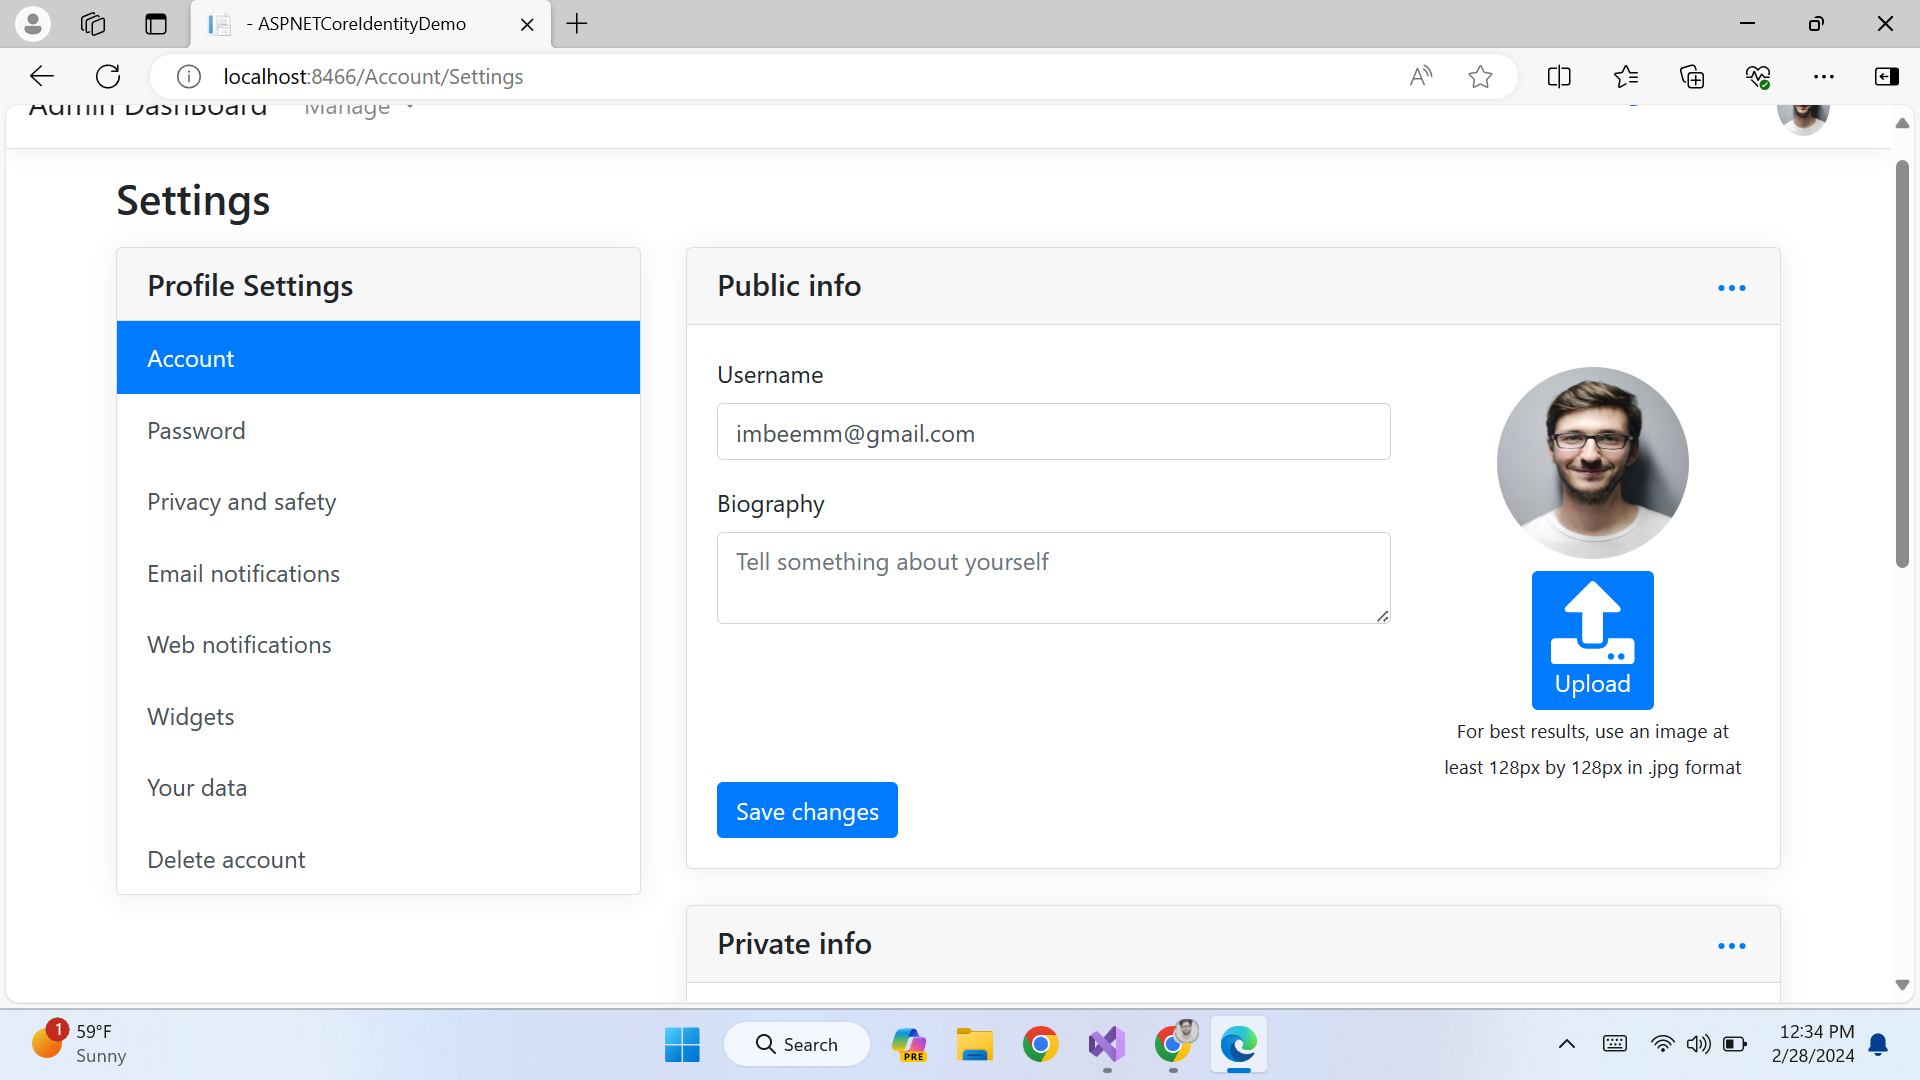 - ASPNETCoreIdentityDemo
localhost:8466/Account/Settings
Admin DashBoard Manage
Settings
Profile Settings
Account
Password
Privacy and safety
Email notifications
Web notifications
Widgets
Your data
Delete account
Public info
Username
imbeemm@gmail.com
Biography
Tell something about yourself
Upload
For best results, use an image at
least 128px by 128px in .jpg format
Save changes
Private info
1
59°F
Sunny
Search
PRE
12:34 PM
2/28/2024